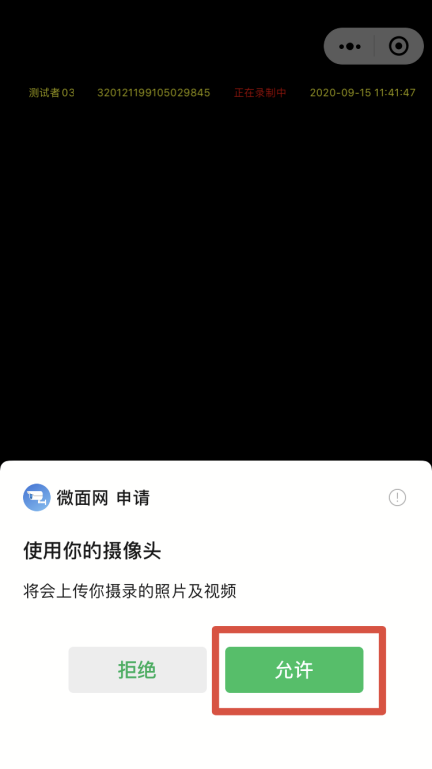 测试者03 320121199105029845 正在录制中 2020-09-15 11:41:47
微面网 申请
使用你的摄像头
将会上传你摄录的照片及视频
拒绝 允许